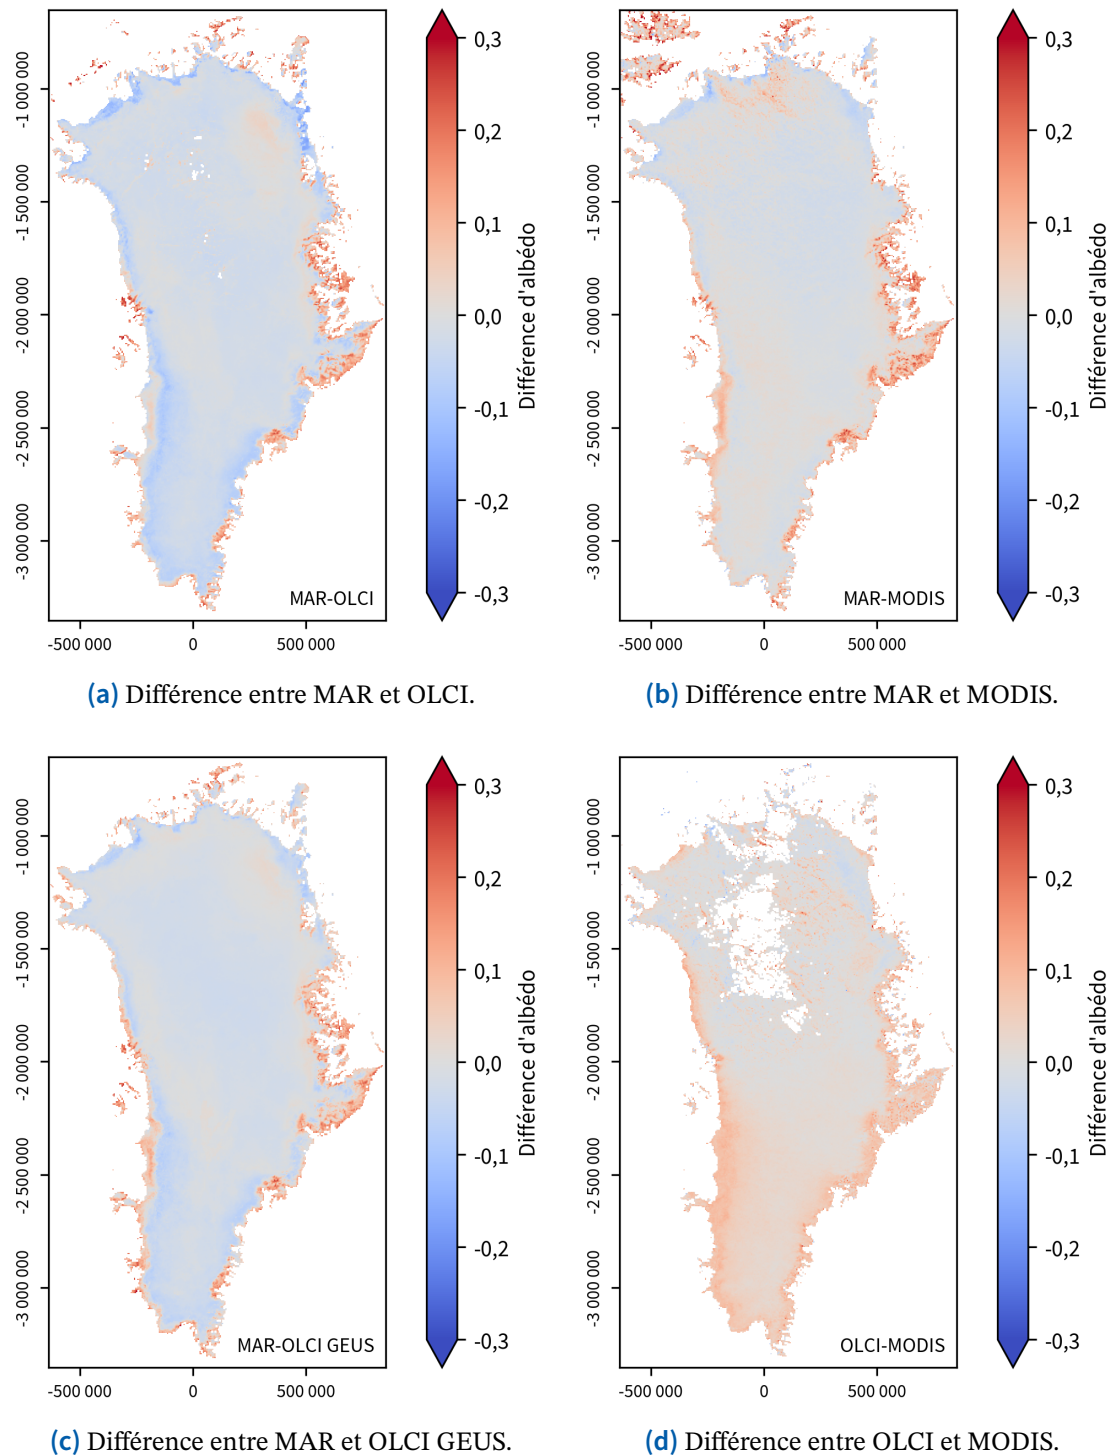 0,3
0,2
0,1
0,0
-0,1
-0,2
-0,3
Différence d'albédo
-1 000 000
-1 500 000
-2 000 000
-2 500 000
-3 000 000
-500 000 0 500 000
MAR-OLCI
(a) Différence entre MAR et OLCI.
0,3
0,2
0,1
0,0
-0,1
-0,2
-0,3
Différence d'albédo
-1 000 000
-1 500 000
-2 000 000
-2 500 000
-3 000 000
-500 000 0 500 000
MAR-MODIS
(b) Différence entre MAR et MODIS.
0,3
0,2
0,1
0,0
-0,1
-0,2
-0,3
Différence d'albédo
-1 000 000
-1 500 000
-2 000 000
-2 500 000
-3 000 000
-500 000 0 500 000
MAR-OLCI GEUS
(c) Différence entre MAR et OLCI GEUS.
0,3
0,2
0,1
0,0
-0,1
-0,2
-0,3
Différence d'albédo
-1 000 000
-1 500 000
-2 000 000
-2 500 000
-3 000 000
-500 000 0 500 000
OLCI-MODIS
(d) Différence entre OLCI et MODIS.